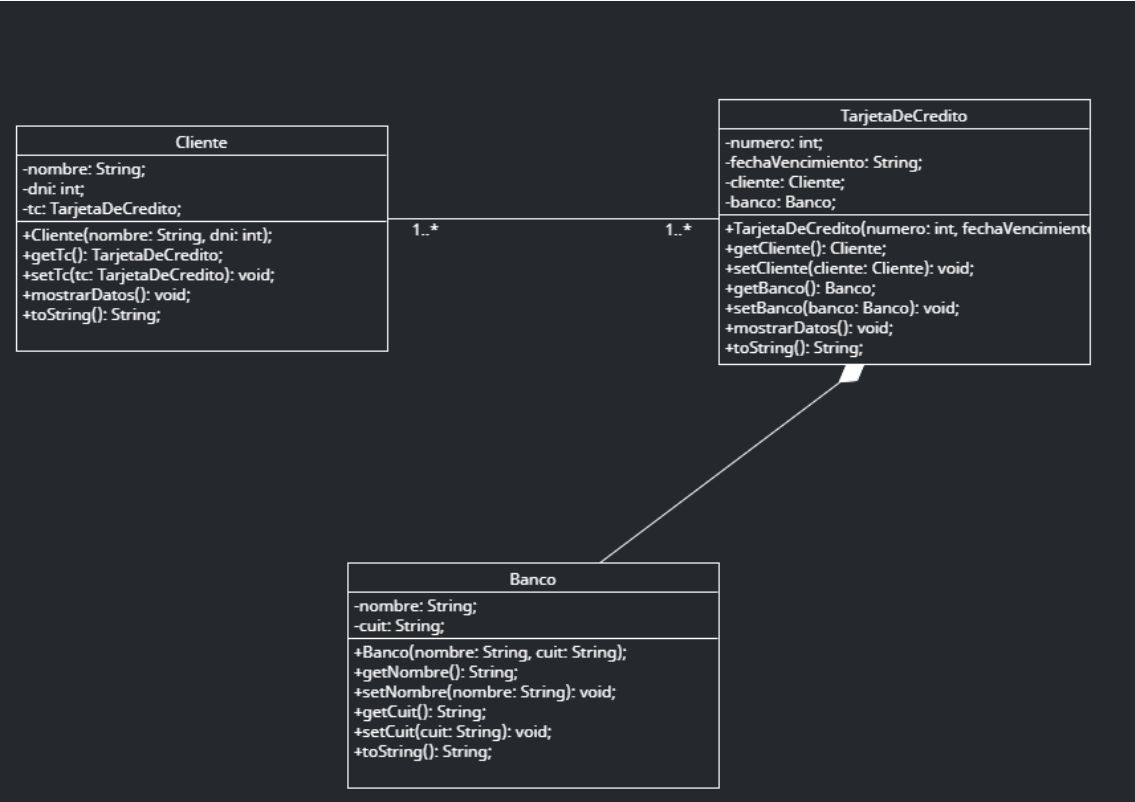 Cliente
-nombre: String;
-dni: int;
-tc: TarjetaDeCredito;
+Cliente(nombre: String, dni: int);
+getTc(): TarjetaDeCredito;
+setTc(tc: TarjetaDeCredito): void;
+mostrarDatos(): void;
+toString(): String;
1..*
1..*
TarjetaDeCredito
-numero: int;
-fechaVencimiento: String;
-cliente: Cliente;
-banco: Banco;
+TarjetaDeCredito(numero: int, fechaVencimiento
+getCliente(): Cliente;
+setCliente(cliente: Cliente): void;
+getBanco(): Banco;
+setBanco(banco: Banco): void;
+mostrarDatos(): void;
+toString(): String;
Banco
-nombre: String;
-cuit: String;
+Banco(nombre: String, cuit: String);
+getNombre(): String;
+setNombre(nombre: String): void;
+getCuit(): String;
+setCuit(cuit: String): void;
+toString(): String;